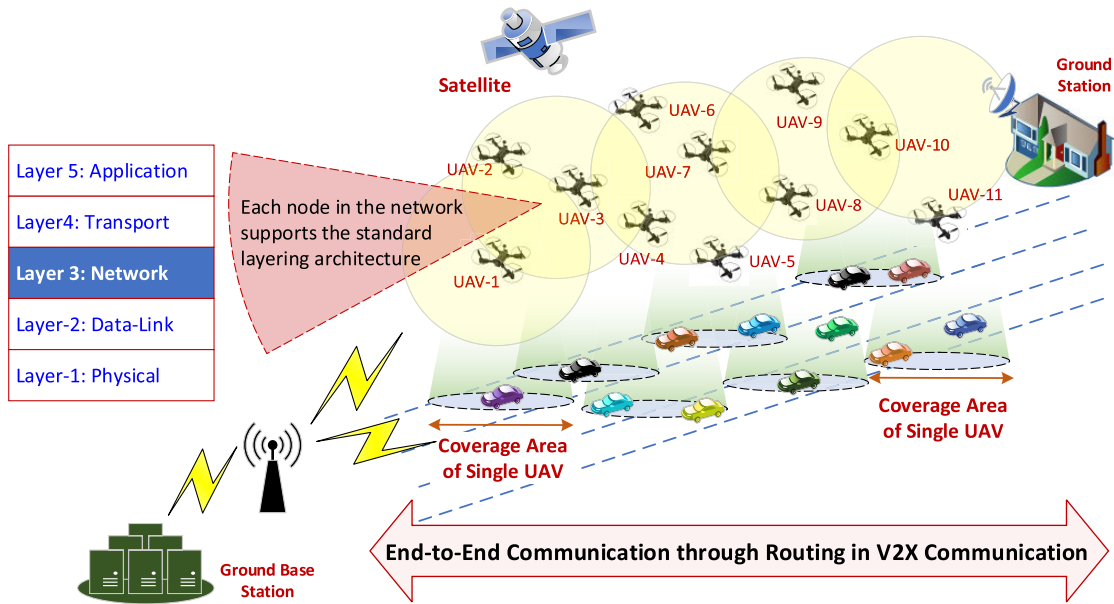 Satellite
Ground
Station
UAV-6
UAV-9
UAV-2
UAV-7
UAV-10
UAV-3
UAV-8
UAV-11
UAV-4
UAV-5
UAV-1
Layer 5: Application
Layer4: Transport
Layer 3: Network
Layer-2: Data-Link
Layer-1: Physical
Each node in the network
supports the standard
layering architecture
Coverage Area
of Single UAV
Coverage Area
of Single UAV
End-to-End Communication through Routing in V2X Communication
Ground Base
Station